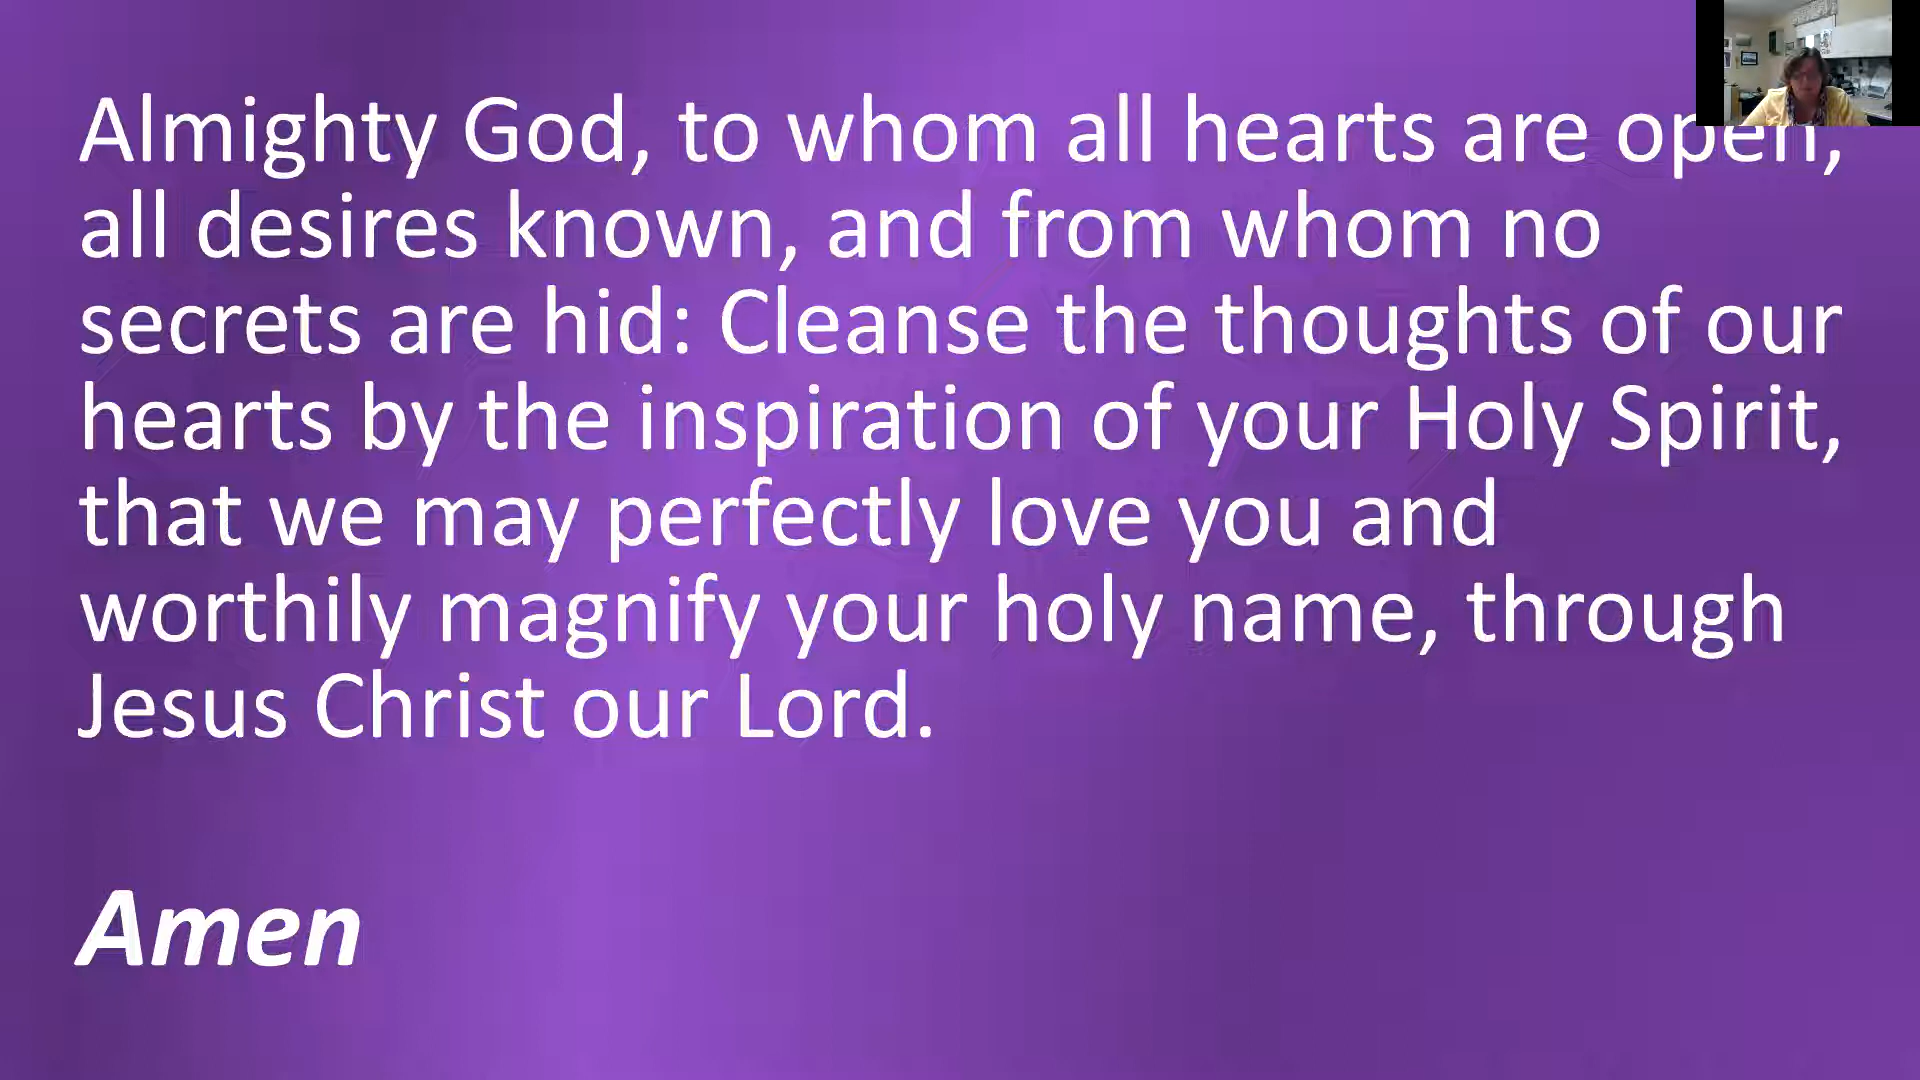 Almighty God, to whom all hearts are open,
all desires known, and from whom no
secrets are hid: Cleanse the thoughts of our
hearts by the inspiration of your Holy Spirit,
that we may perfectly love you and
worthily magnify your holy name, through
Jesus Christ our Lord.
Amen